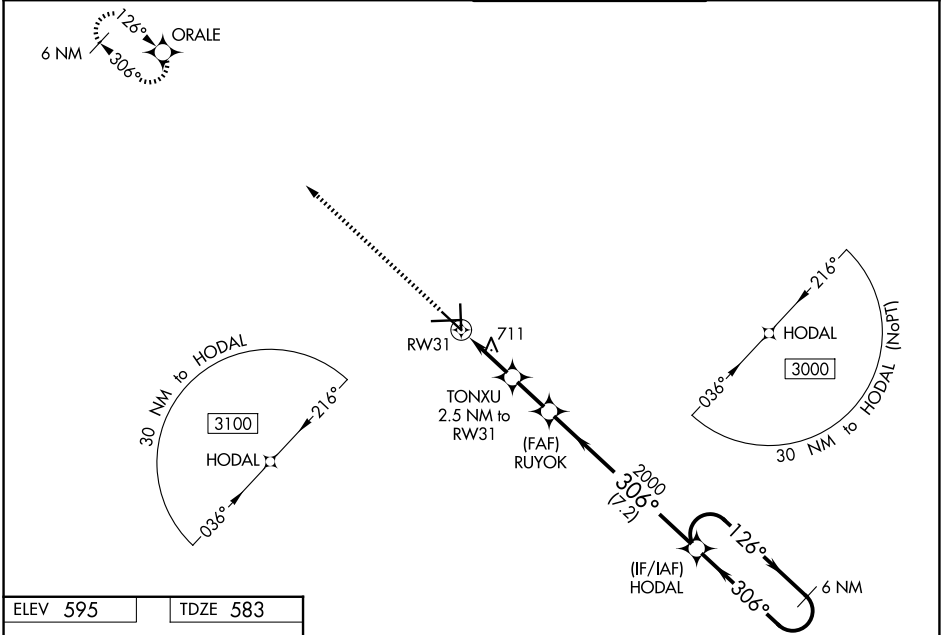 126°
ORALE
6 NM
306°
216°
RW31
711
HODAL
30 NM to HODAL (NoPT)
3000
036°
30 NM to HODAL
216°
3100
HODAL
036°
TONXU
2.5 NM to
RW31
(FAF)
RUYOK
2000
306°
(7.2)
126°
(IF/IAF)
HODAL
6 NM
306°
ELEV 595
TDZE 583